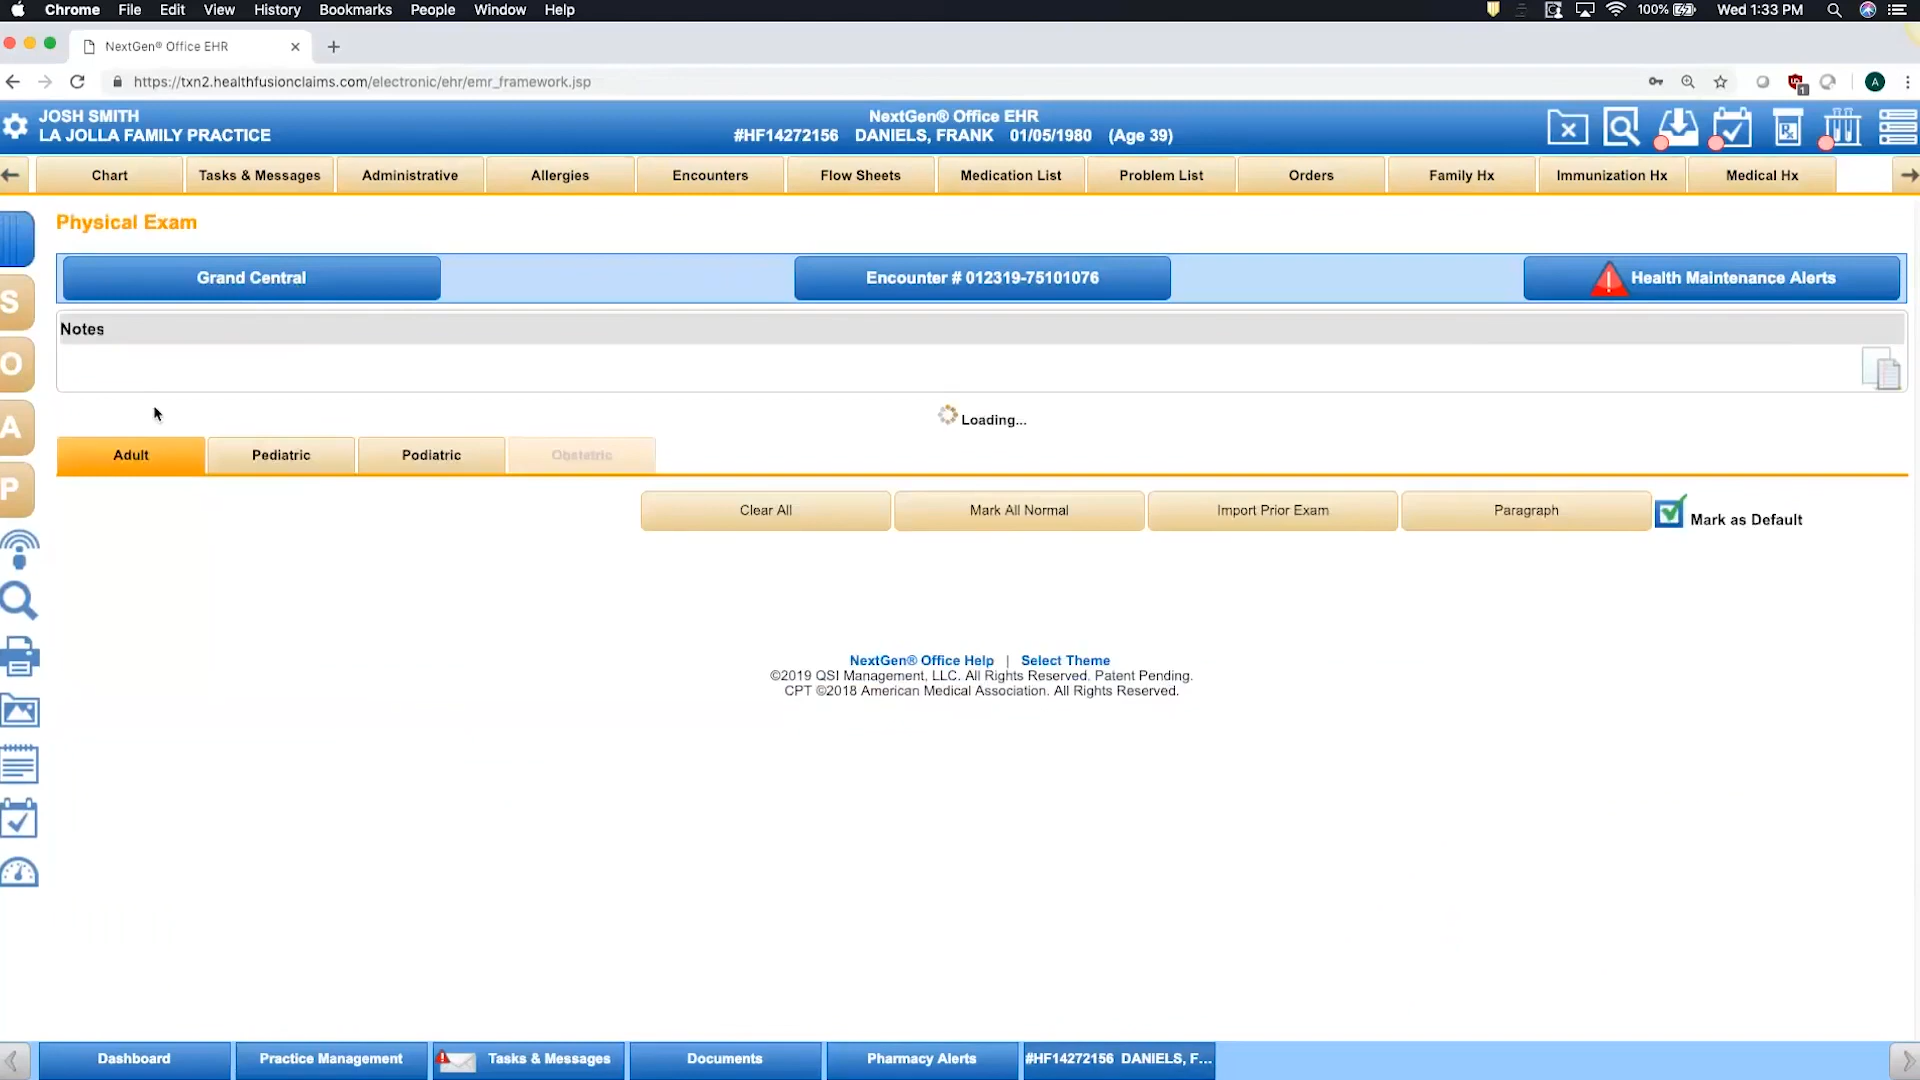 Chrome File Edit View History Bookmarks People Window Help 100% Wed 1:33 PM
NextGen® Office EHR
https://txn2.healthfusionclaims.com/electronic/ehr/emr_framework.jsp
1
A
JOSH SMITH
LA JOLLA FAMILY PRACTICE
NextGen® Office EHR
#HF14272156 DANIELS, FRANK 01/05/1980 (Age 39)
Rx
Chart Tasks & Messages Administrative Allergies Encounters Flow Sheets Medication List Problem List Orders Family Hx Immunization Hx Medical Hx
Physical Exam
Grand Central Encounter # 012319-75101076 Health Maintenance Alerts
Notes
S
O
A
P
Loading...
Adult Pediatric Podiatric Obstetric
Clear All Mark All Normal Import Prior Exam Paragraph Mark as Default
NextGen® Office Help | Select Theme
©2019 QSI Management, LLC. All Rights Reserved. Patent Pending.
CPT ©2018 American Medical Association. All Rights Reserved.
Dashboard Practice Management Tasks & Messages Documents Pharmacy Alerts #HF14272156 DANIELS, F...